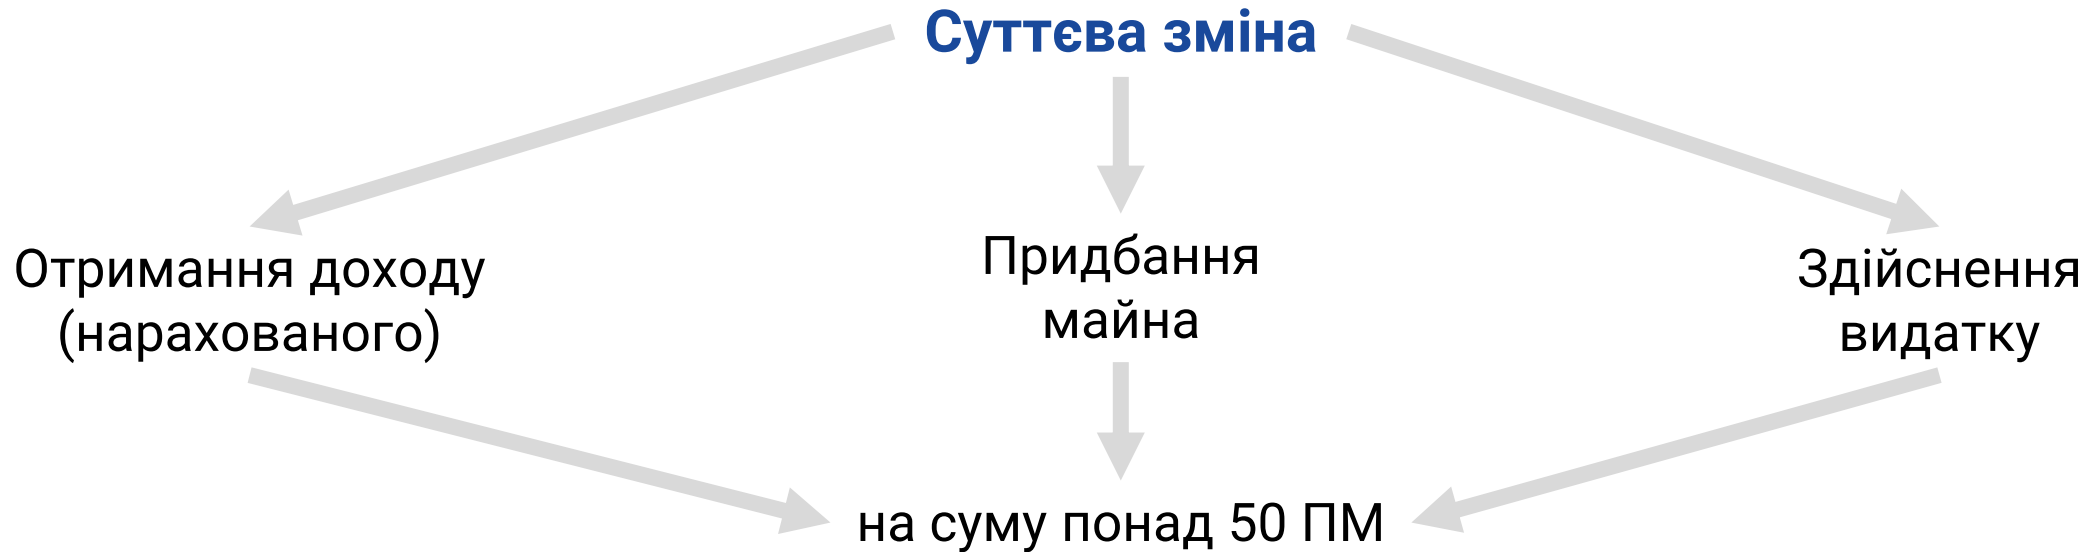 Суттєва зміна
Отримання доходу
(нарахованого)
Придбання
майна
Здійснення
видатку
на суму понад 50 ПМ